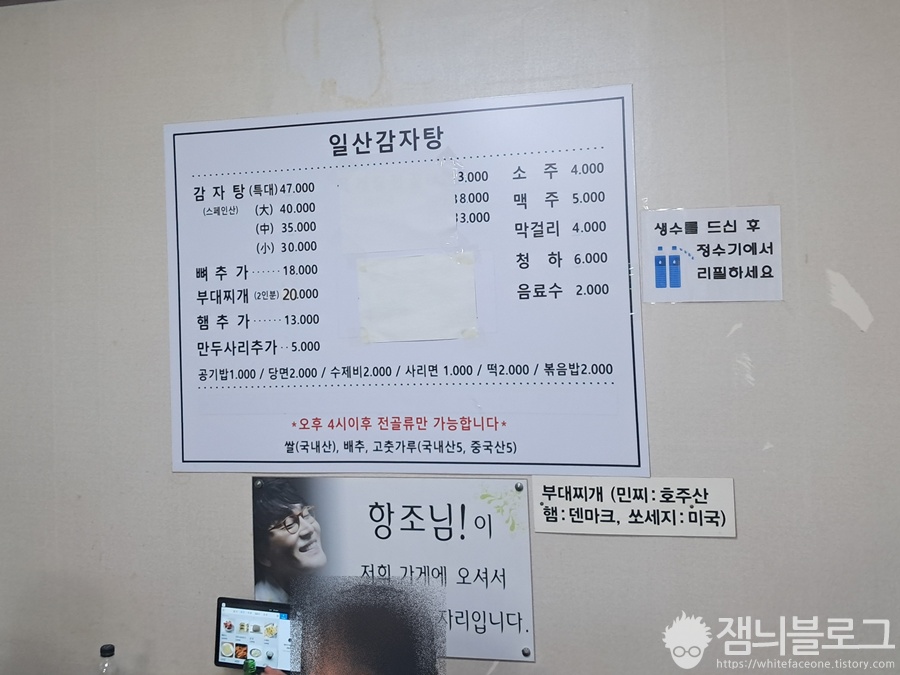 일산감자탕
감 자 탕 (특대) 47.000
(스페인산) (大) 40.000
(中) 35.000
(小) 30.000
뼈 추 가 ······ 18.000
부대찌개 (2인분) 20.000
햄 추 가 ······ 13.000
만두사리추가 ·· 5.000
3.000
38.000
33.000
소 주 4.000
맥 주 5.000
막걸리 4.000
청 하 6.000
음료수 2.000
공기밥1.000 / 당면2.000 / 수제비2.000 / 사리면 1.000 / 떡2.000 / 볶음밥2.000
*오후 4시이후 전골류만 가능합니다*
쌀(국내산), 배추, 고춧가루(국내산5, 중국산5)
생수를 드신 후
정수기에서
리필하세요
부대찌개 (민찌:호주산
햄:덴마크, 쏘세지:미국)
항조님!이
저희 가게에 오셔서
자리입니다.
잼늬블로그
https://whitefaceone.tistory.com